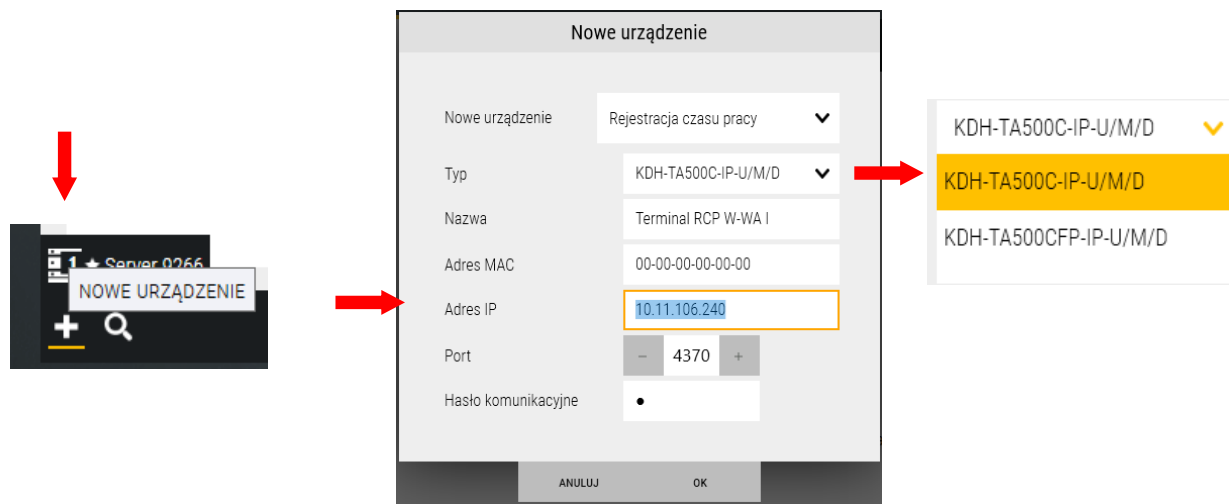 1 ★ Server 9266
NOWE URZĄDZENIE
Nowe urządzenie
Nowe urządzenie Rejestracja czasu pracy
Typ KDH-TA500C-IP-U/M/D
Nazwa Terminal RCP W-WA I
Adres MAC 00-00-00-00-00-00
Adres IP 10.11.106.240
Port − 4370 +
Hasło komunikacyjne ●
ANULUJ OK
KDH-TA500C-IP-U/M/D
KDH-TA500C-IP-U/M/D
KDH-TA500CFP-IP-U/M/D